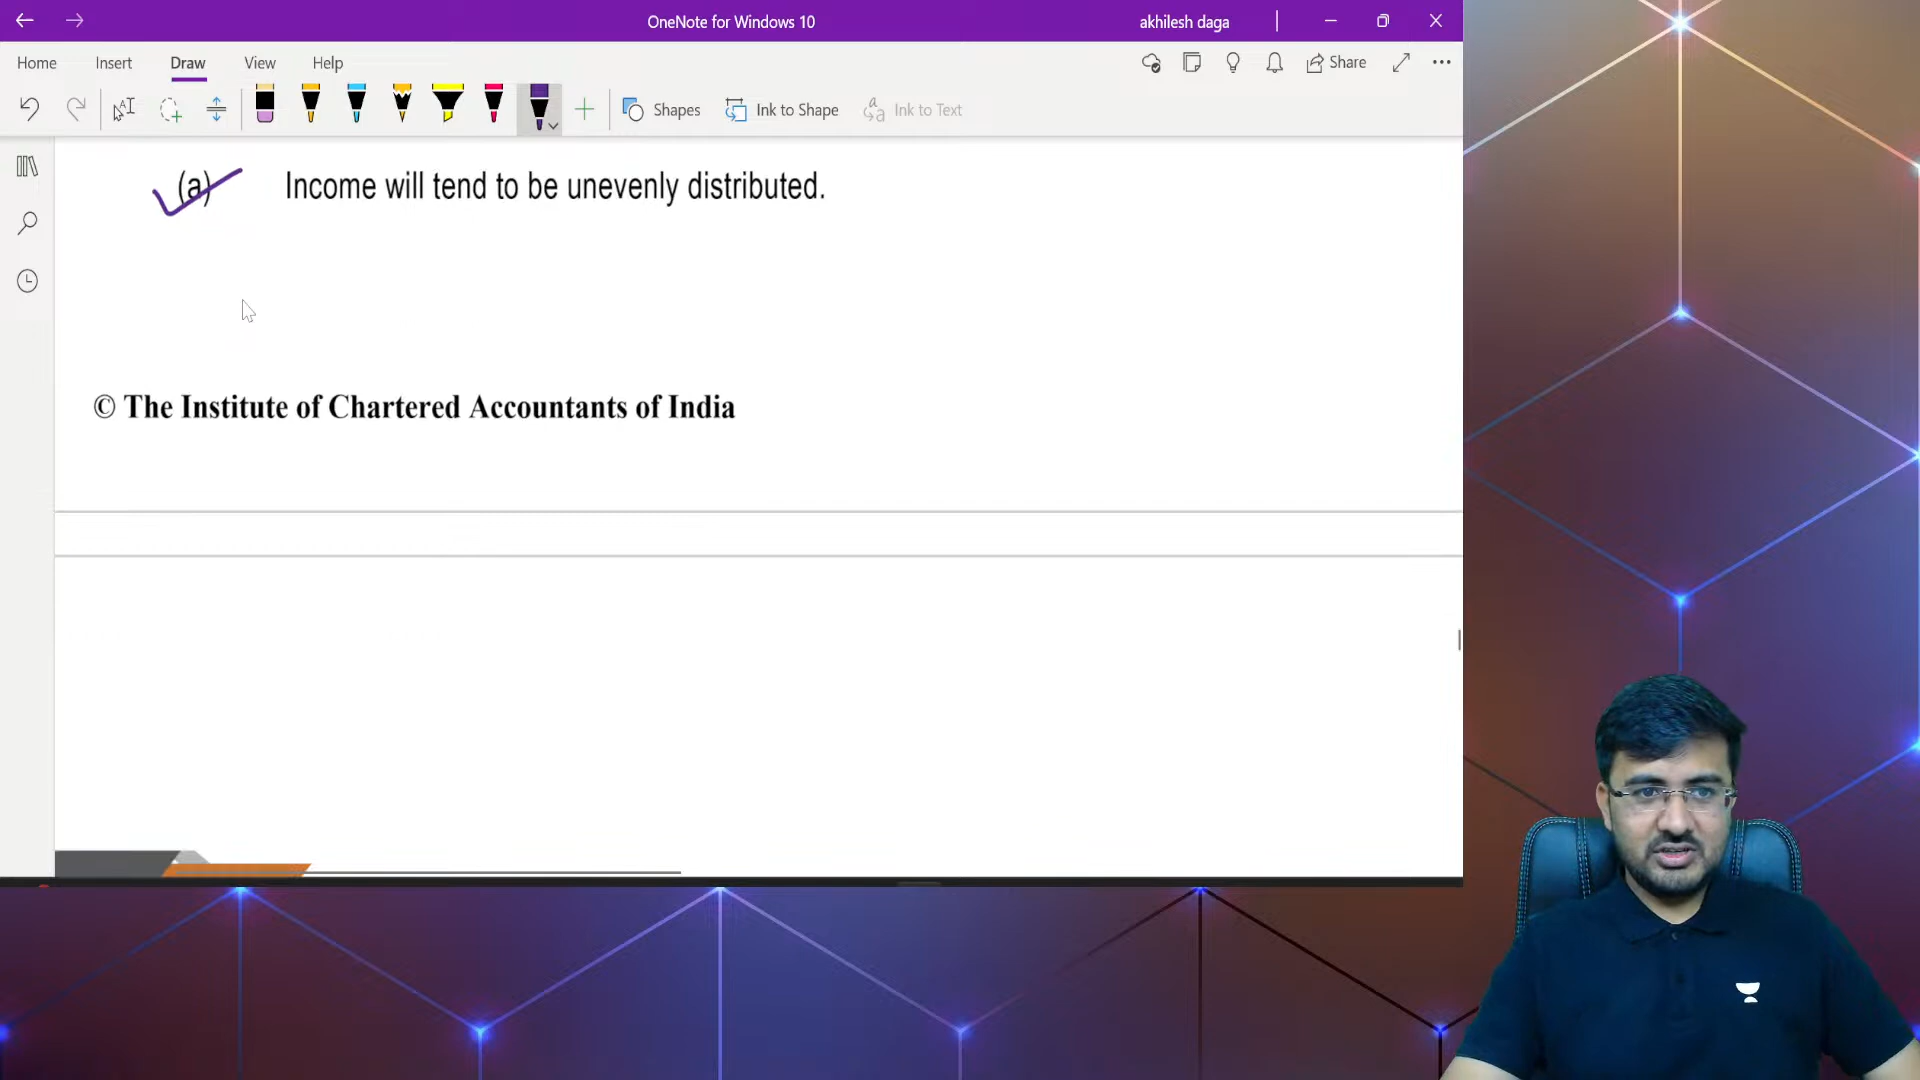 OneNote for Windows 10
akhilesh daga
Home
Insert
Draw
View
Help
Share
Shapes
Ink to Shape
Ink to Text
(a) Income will tend to be unevenly distributed.
© The Institute of Chartered Accountants of India